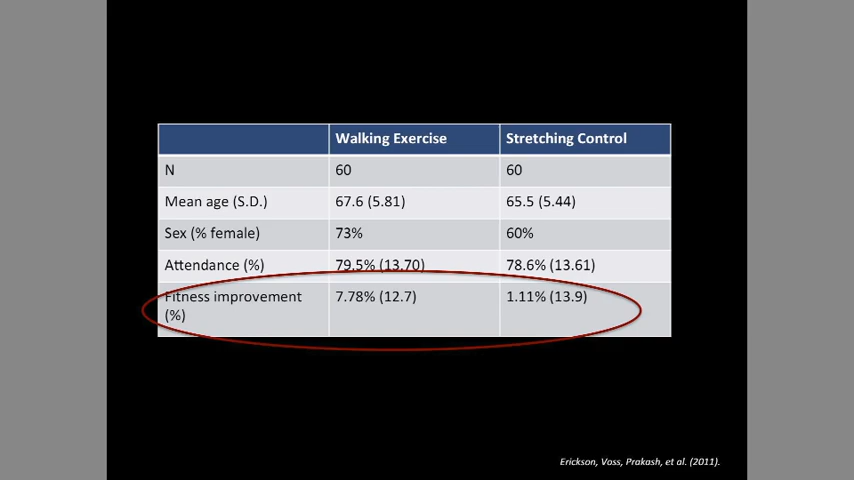 Walking Exercise Stretching Control
N 60 60
Mean age (S.D.) 67.6 (5.81) 65.5 (5.44)
Sex (% female) 73% 60%
Attendance (%) 79.5% (13.70) 78.6% (13.61)
Fitness improvement 7.78% (12.7) 1.11% (13.9)
(%)
Erickson, Voss, Prakash, et al. (2011).